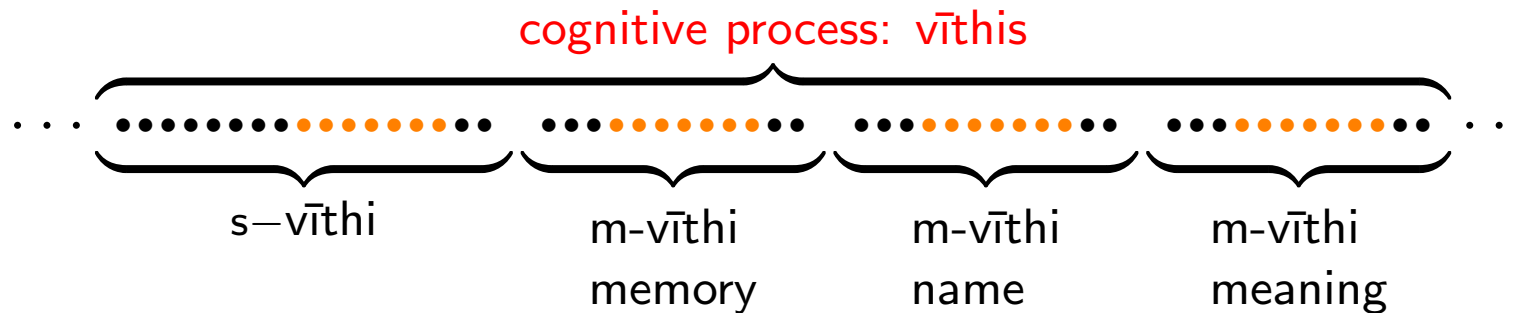 cognitive process: vīthis
s–vīthi
m-vīthi
memory
m-vīthi
name
m-vīthi
meaning